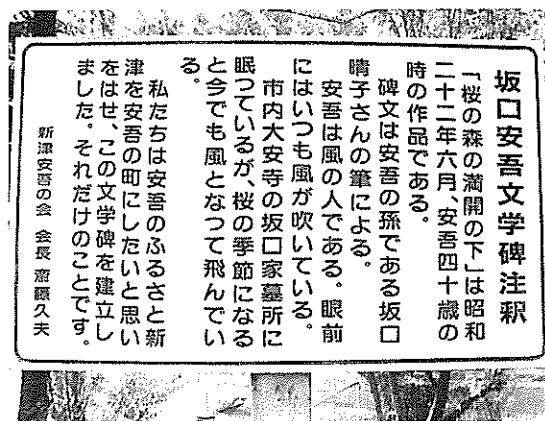 坂口安吾文学碑注釈
「桜の森の満開の下」は昭和
二十二年六月、安吾四十歳の
時の作品である。
碑文は安吾の孫である坂口
晴子さんの筆による。
安吾は風の人である。眼前
にはいつも風が吹いている。
市内大安寺の坂口家墓所に
眠つているが、桜の季節になる
と今でも風となつて飛んでい
る。
私たちは安吾のふるさと新
津を安吾の町にしたいと思い
をはせ、この文学碑を建立し
ました。それだけのことです。
新津安吾の会　会長　齋藤久夫